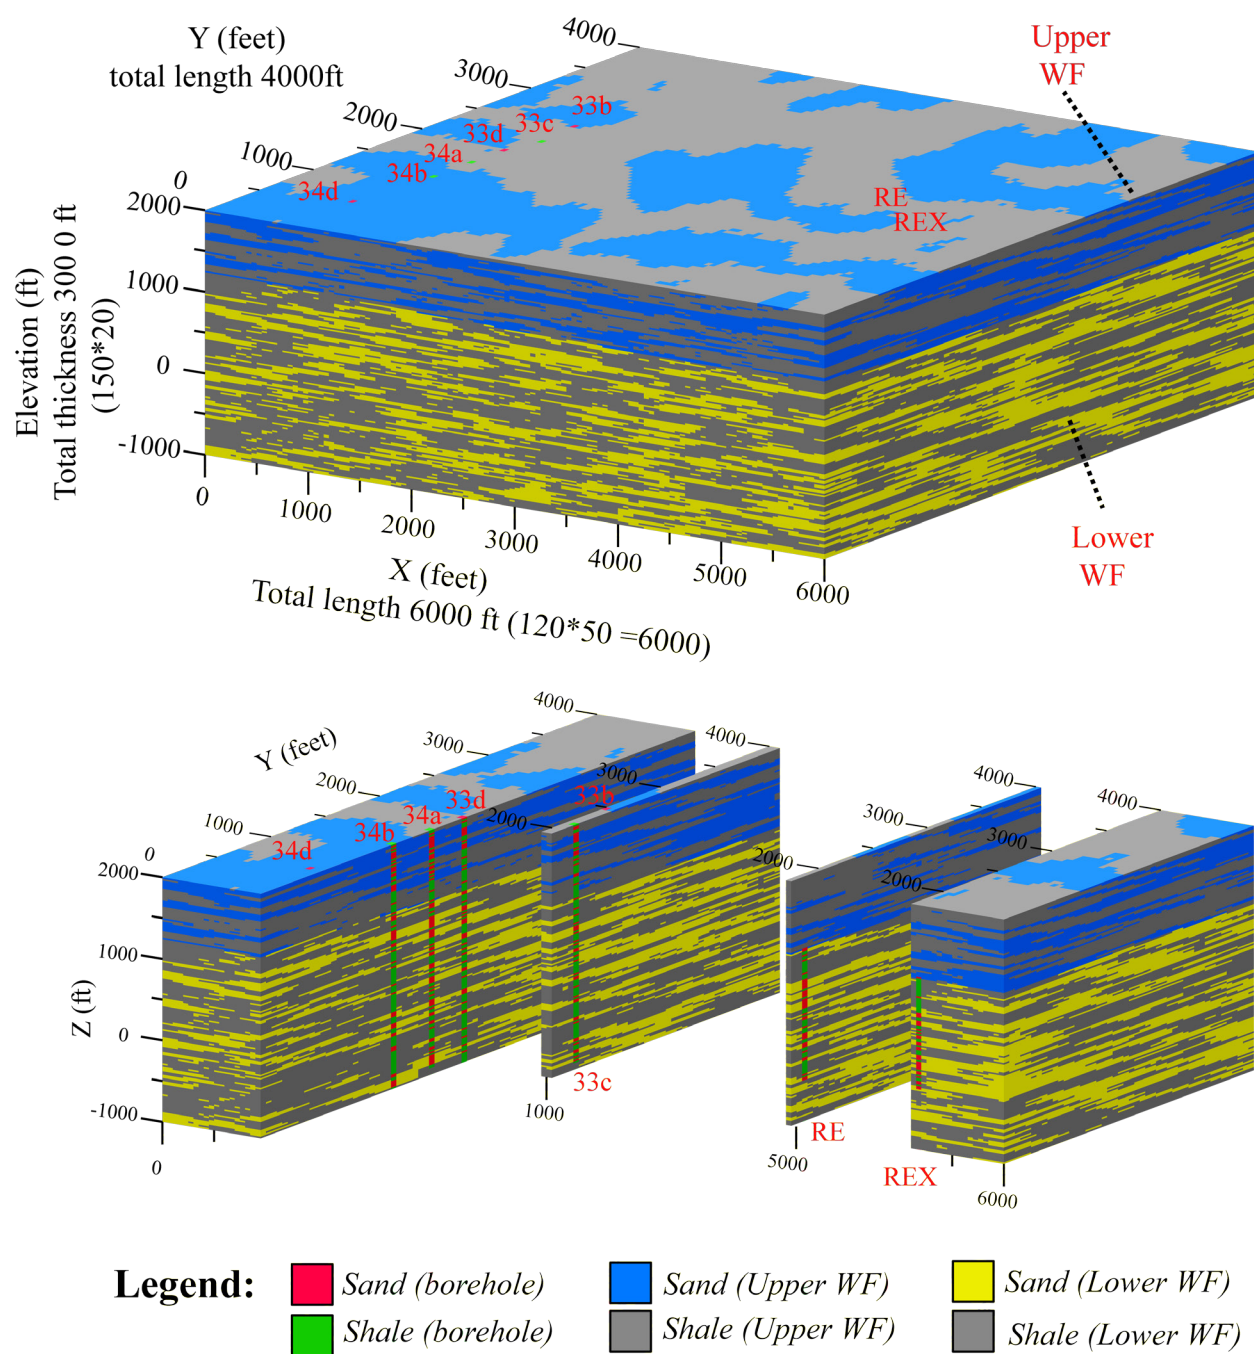 Y (feet)
total length 4000ft
4000
3000
2000
1000
0
Upper
WF
33b
33c
33d
34a
34b
34d
RE
REX
2000
1000
0
-1000
Elevation (ft)
Total thickness 300 0 ft
(150*20)
0
1000
2000
3000
4000
5000
6000
X (feet)
Total length 6000 ft (120*50 =6000)
Lower
WF
Y (feet)
4000
3000
2000
1000
0
4000
3000
2000
4000
3000
2000
4000
3000
2000
33b
33d
34a
34b
34d
2000
1000
0
-1000
Z (ft)
0
1000
33c
5000
RE
REX
6000
Legend:
Sand (borehole)
Sand (Upper WF)
Sand (Lower WF)
Shale (borehole)
Shale (Upper WF)
Shale (Lower WF)